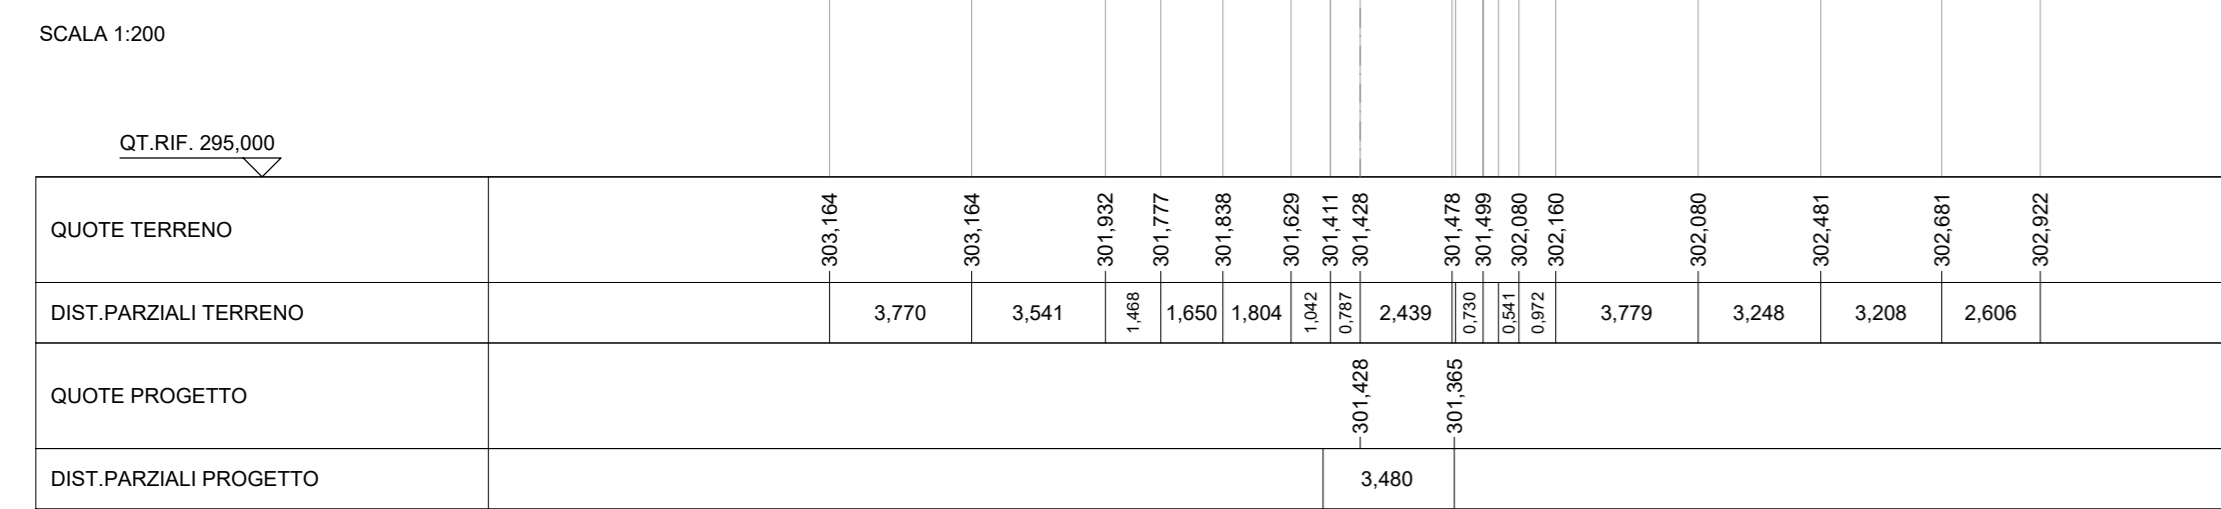 SCALA 1:200
QT.RIF. 295,000
QUOTE TERRENO 303,164 303,164 301,932 301,777 301,838 301,629 301,411 301,428 301,478 301,499 302,080 302,160 302,080 302,481 302,681 302,922
DIST.PARZIALI TERRENO 3,770 3,541 1,468 1,650 1,804 1,042 0,787 2,439 0,730 0,541 0,972 3,779 3,248 3,208 2,606
QUOTE PROGETTO 301,428 301,365
DIST.PARZIALI PROGETTO 3,480